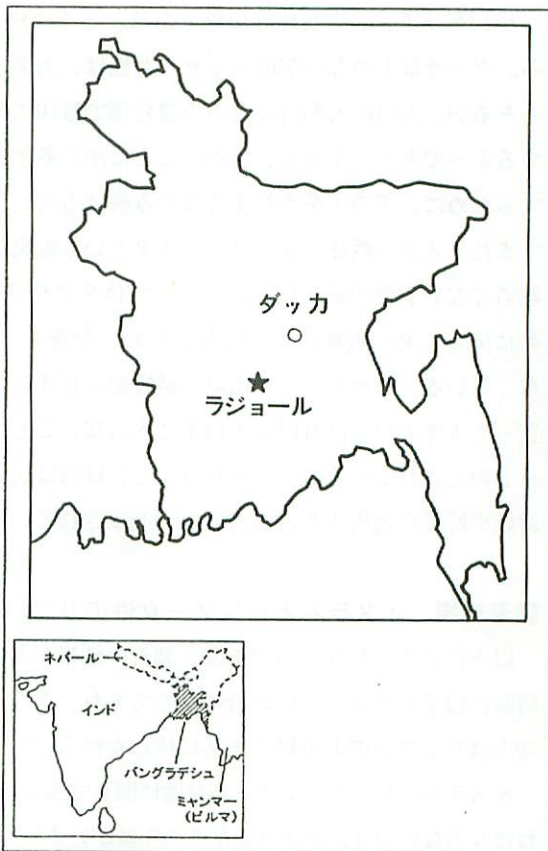 ダッカ
ラジョール
ネパール
インド
バングラデシュ
ミャンマー
(ビルマ)